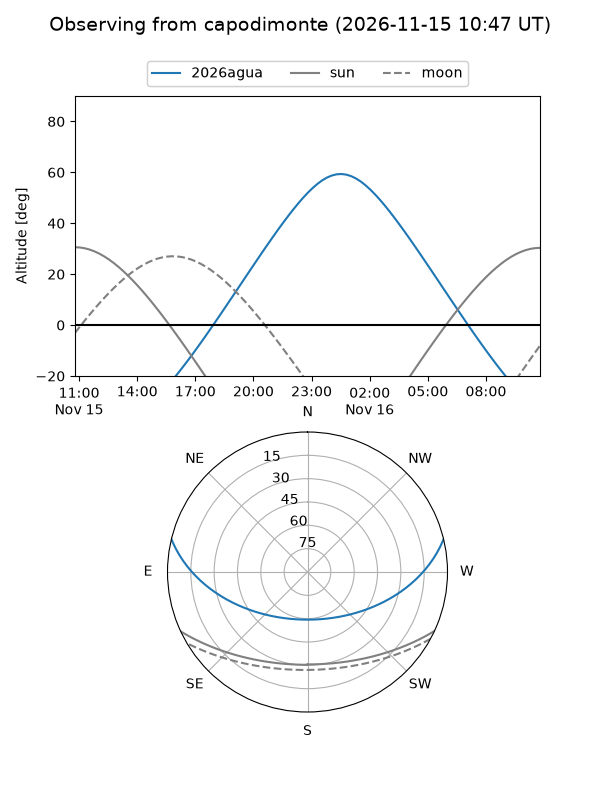 Observing from capodimonte (2026-11-15 10:47 UT)
2026agua sun moon
80
60
40
20
0
−20
Altitude [deg]
11:00 14:00 17:00 20:00 23:00 02:00 05:00 08:00
Nov 15 Nov 16
N
NE NW
15
30
45
60
75
E W
SE SW
S